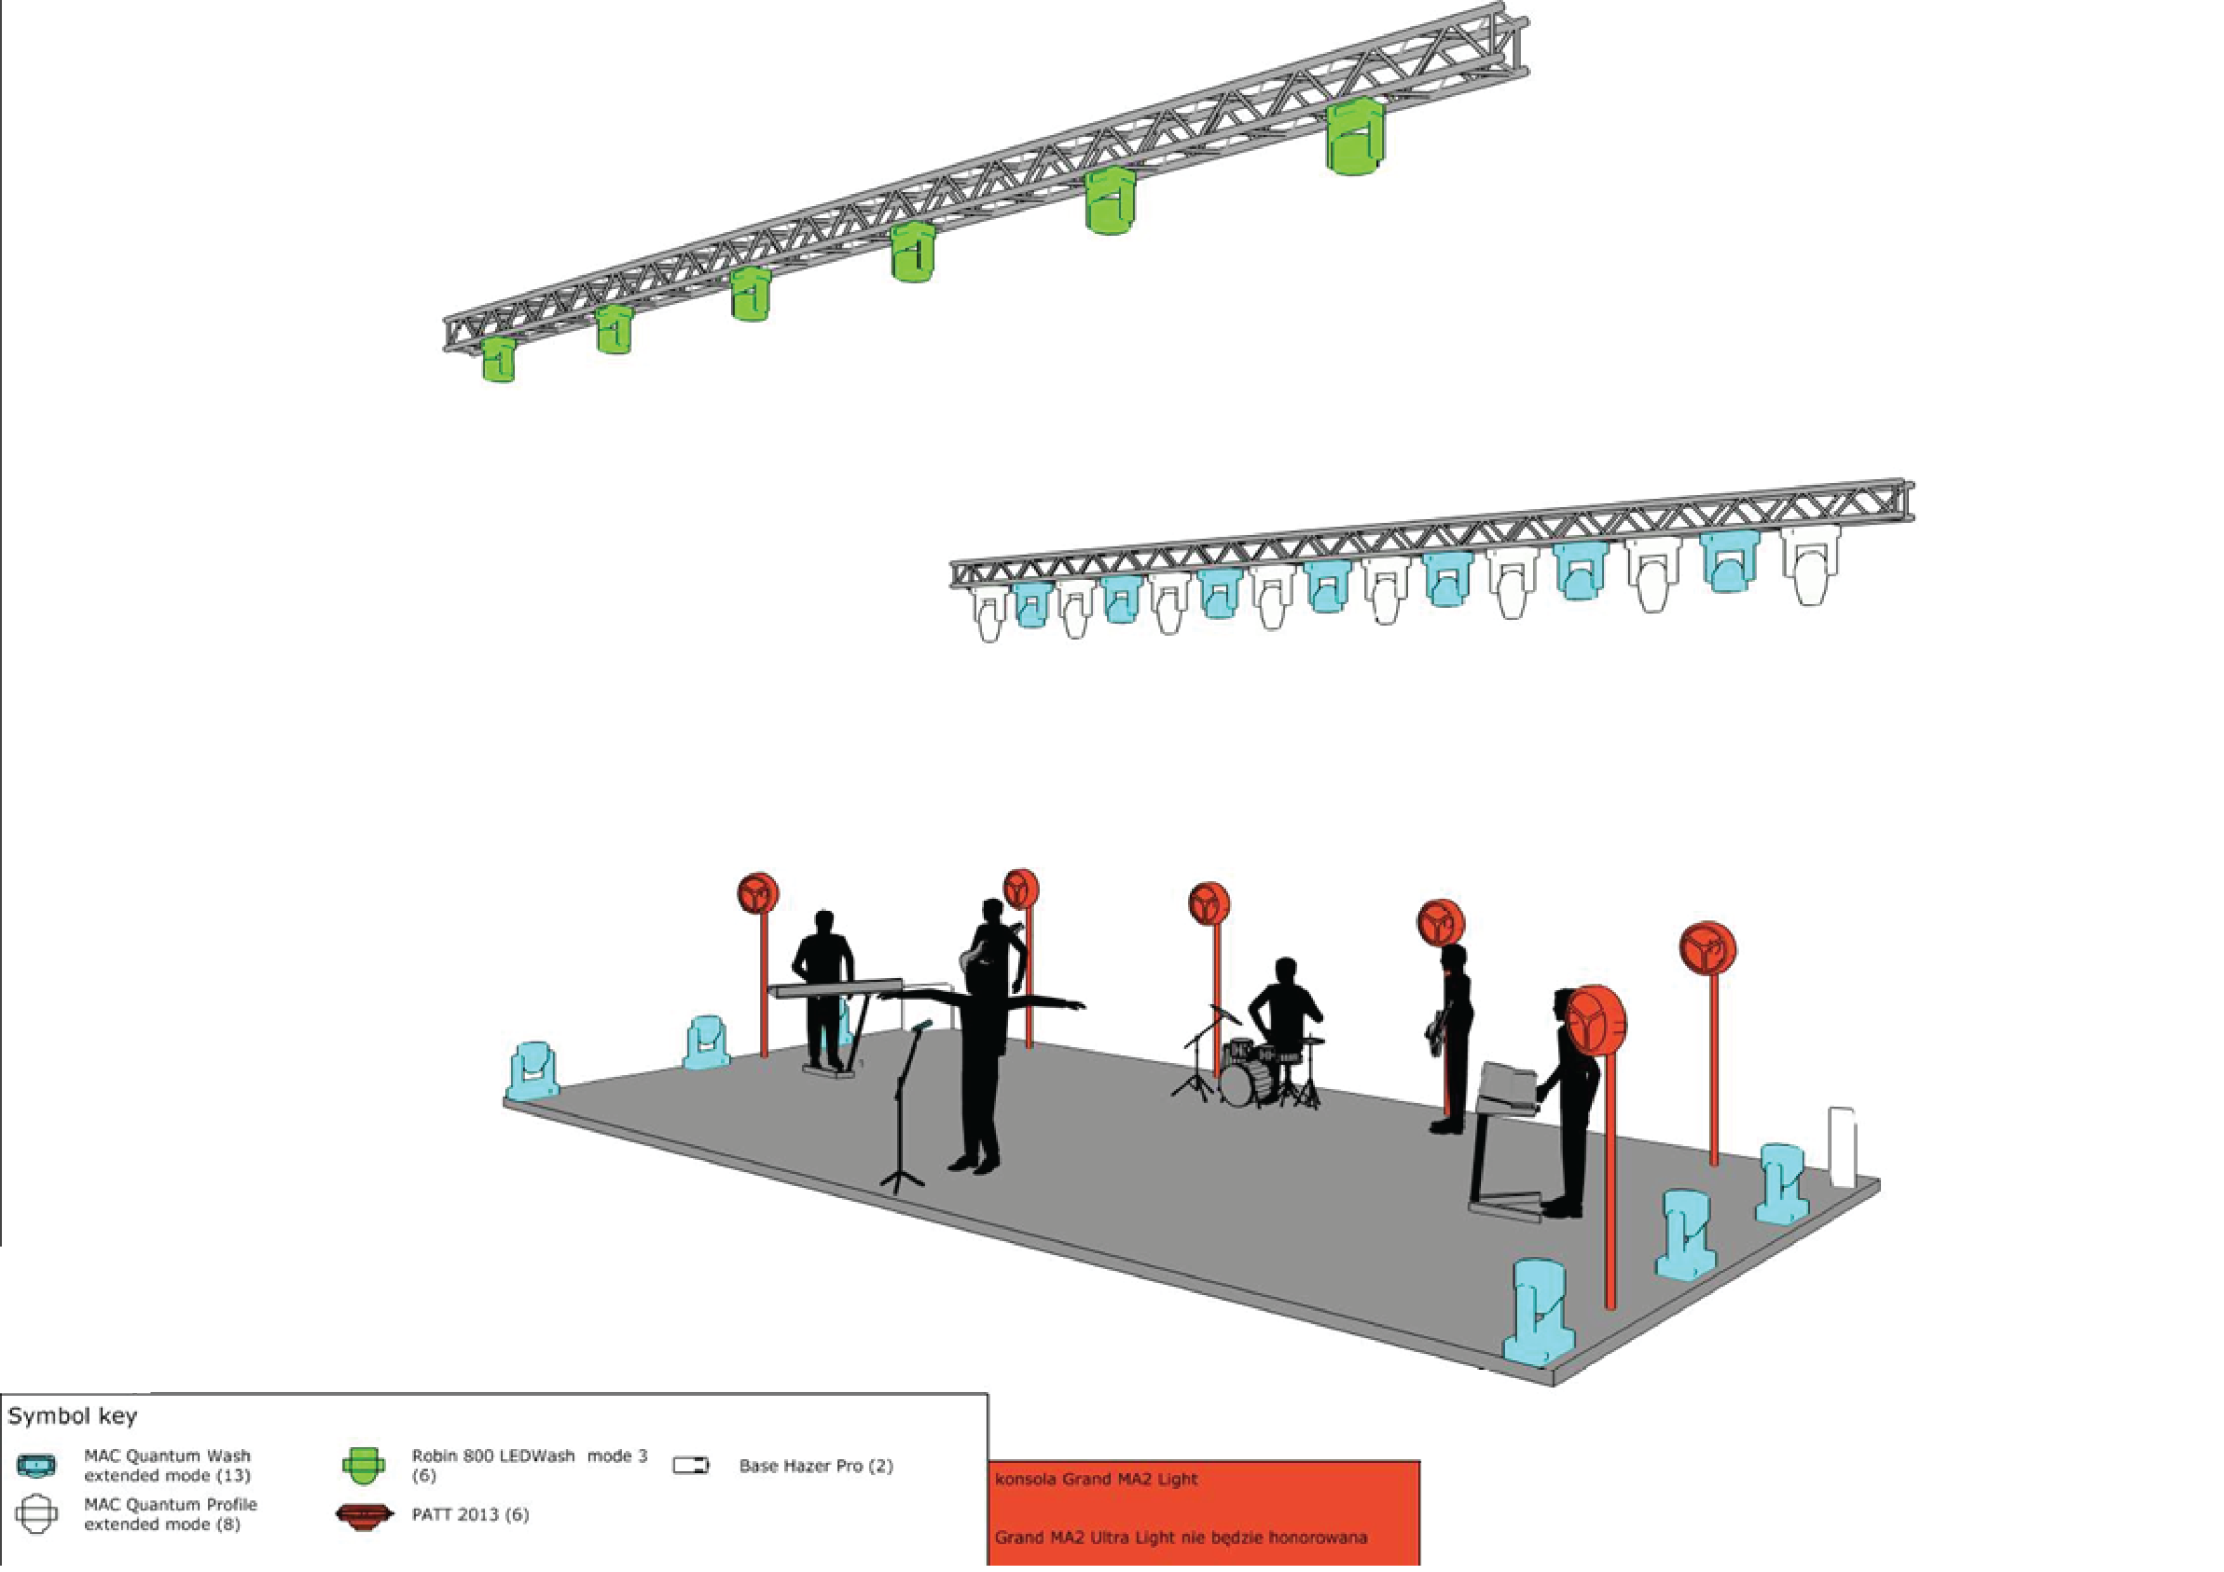 Symbol key
MAC Quantum Wash
extended mode (13)
MAC Quantum Profile
extended mode (8)
Robin 800 LEDWash mode 3
(6)
PATT 2013 (6)
Base Hazer Pro (2)
konsola Grand MA2 Light
Grand MA2 Ultra Light nie będzie honorowana